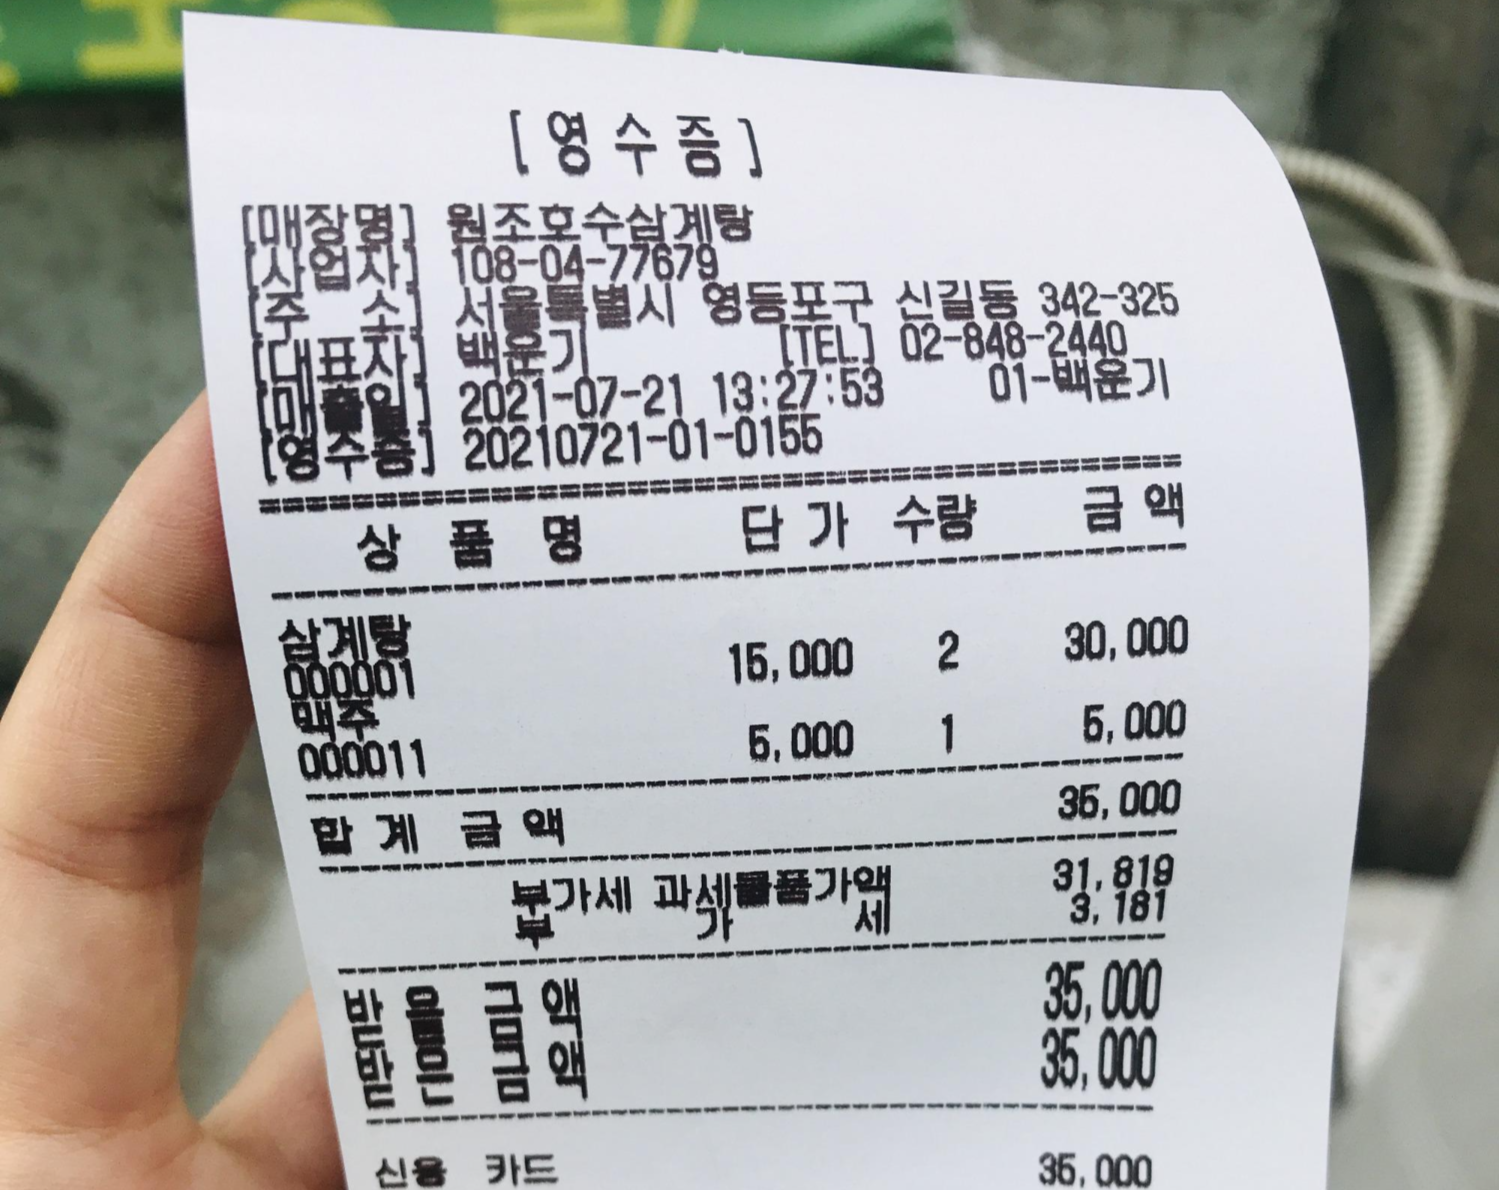 [ 영 수 증 ]
[매장명] 원조호수삼계탕
[사업자] 108-04-77679
[주 소] 서울특별시 영등포구 신길동 342-325
[대표자] 백운기 [TEL] 02-848-2440
[매출일] 2021-07-21 13:27:53 01-백운기
[영수증] 20210721-01-0155
상 품 명 단 가 수량 금 액
삼계탕
000001 15,000 2 30,000
맥주
000011 5,000 1 5,000
합 계 금 액 35,000
부가세 과세물품가액 31,819
부 가 세 3,181
받 을 금 액 35,000
받 은 금 액 35,000
신용 카드 35,000